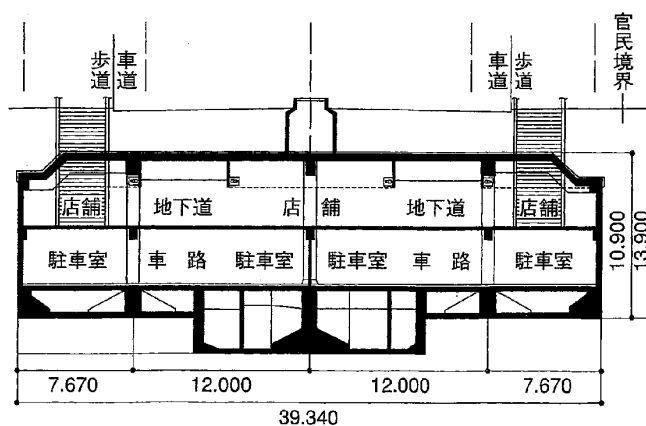 歩道
車道
車道
歩道
官民境界
店舗
地下道
店舗
地下道
店舗
駐車室
車路
駐車室
駐車室
車路
駐車室
10.900
13.900
7.670
12.000
12.000
7.670
39.340